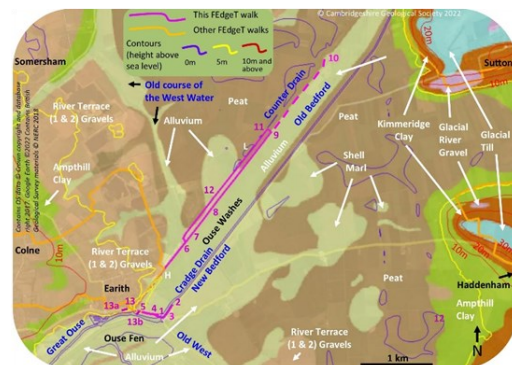 This FEdgeT walk
Other FEdgeT walks
Contours
(height above
sea level)
0m
5m
10m and
above
© Cambridgeshire Geological Society 2022
20m
Somersham
Old course of
the West Water
River Terrace
(1 & 2) Gravels
Alluvium
Peat
Counter Drain
Old Bedford
10
Peat
Sutton
10m
Kimmeridge
Clay
Glacial
River
Gravel
Glacial
Till
Ampthill
Clay
11
9
L
Alluvium
Shell
Marl
12
8
7
6
Ouse Washes
Cradge Drain
New Bedford
Colne
10m
River Terrace
(1 & 2) Gravels
H
Earith
13a
13
5
4
1
2
3
13b
Great Ouse
Ouse Fen
Alluvium
Old West
Peat
River Terrace
(1 & 2) Gravels
10m
20m
Haddenham
Ampthill
Clay
12
N
1 km